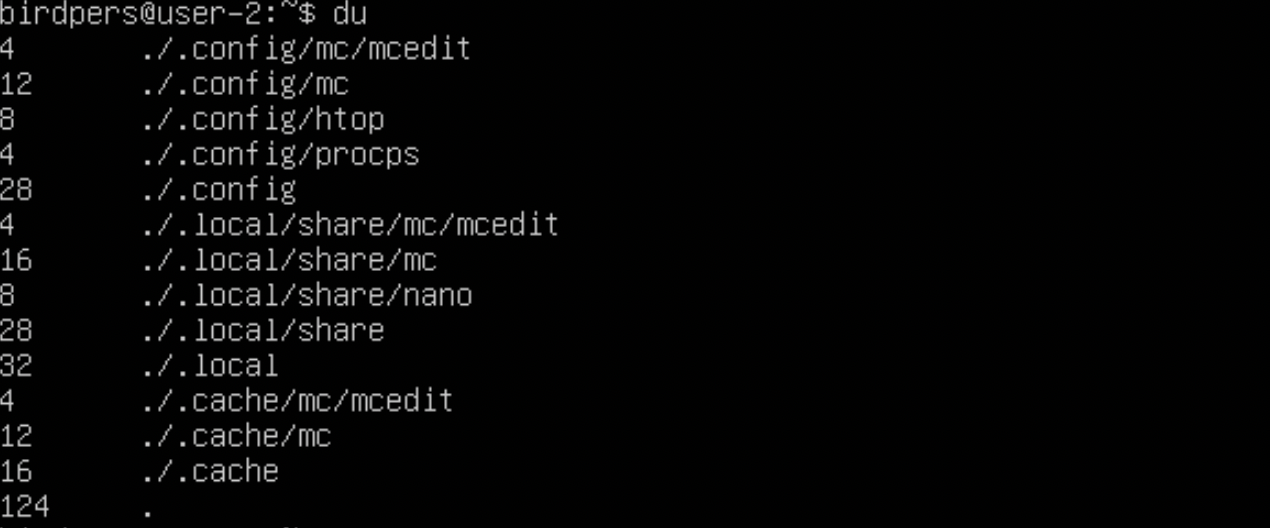 birdpers@user-2:~$ du
4 ./.config/mc/mcedit
12 ./.config/mc
8 ./.config/htop
4 ./.config/procps
28 ./.config
4 ./.local/share/mc/mcedit
16 ./.local/share/mc
8 ./.local/share/nano
28 ./.local/share
32 ./.local
4 ./.cache/mc/mcedit
12 ./.cache/mc
16 ./.cache
124 .